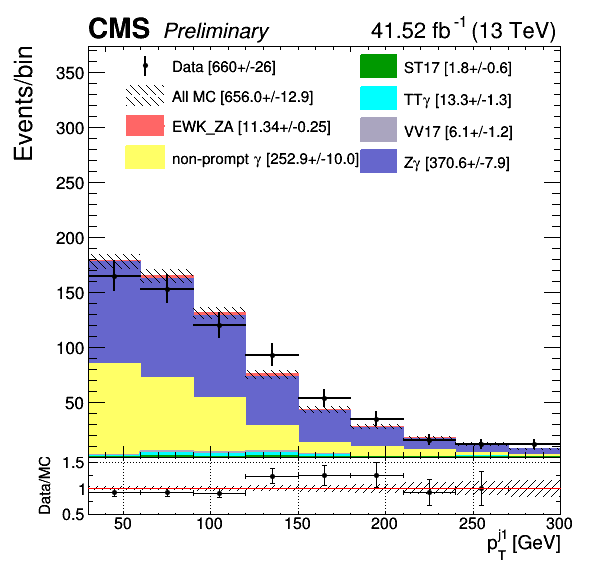 CMS Preliminary 41.52 fb⁻¹ (13 TeV)
Events/bin
Data [660+/-26]
All MC [656.0+/-12.9]
EWK_ZA [11.34+/-0.25]
non-prompt γ [252.9+/-10.0]
ST17 [1.8+/-0.6]
TTγ [13.3+/-1.3]
VV17 [6.1+/-1.2]
Zγ [370.6+/-7.9]
350
300
250
200
150
100
50
Data/MC
1.5
1
0.5
50 100 150 200 250 300
p_T^j1 [GeV]